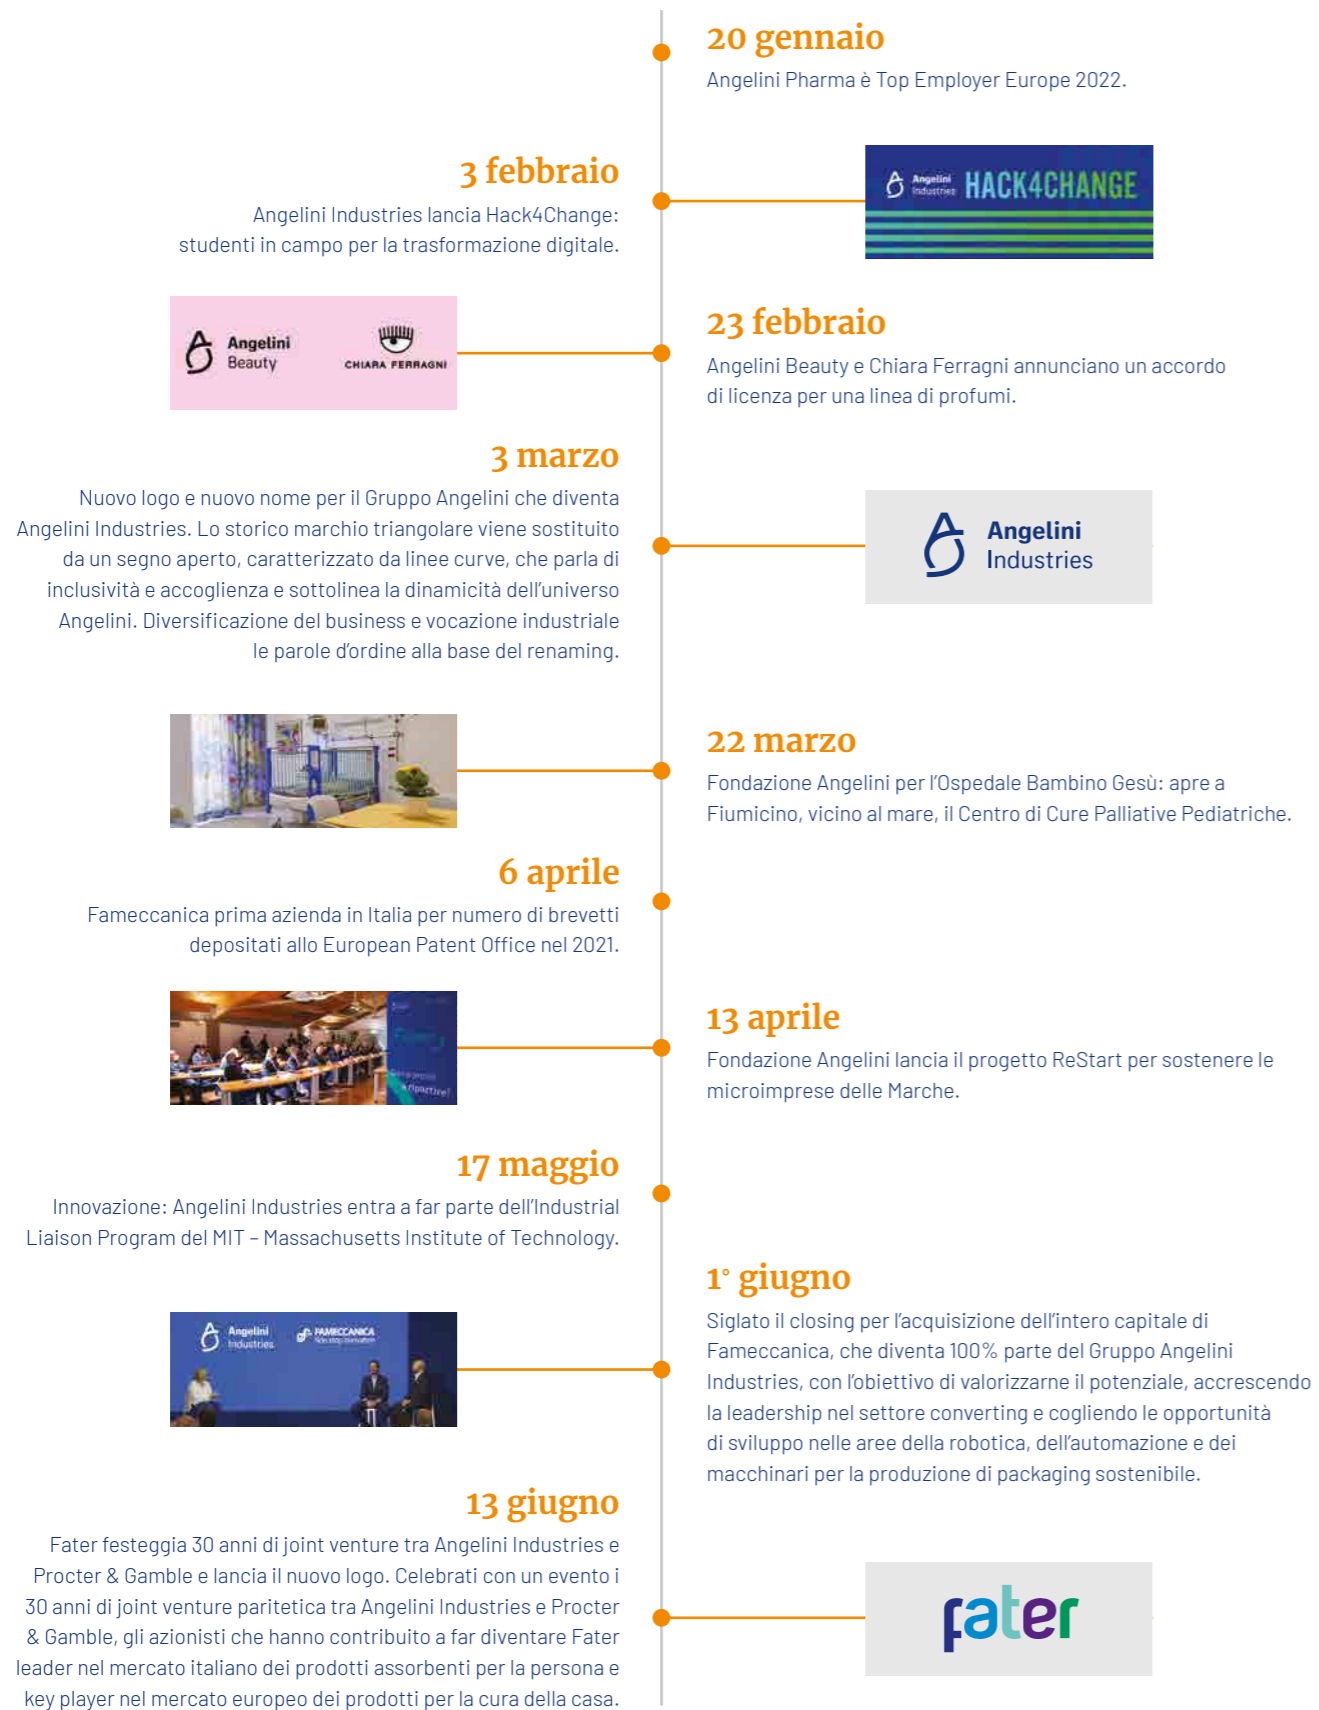 20 gennaio
Angelini Pharma è Top Employer Europe 2022.
3 febbraio
Angelini Industries lancia Hack4Change:
studenti in campo per la trasformazione digitale.
Angelini
Industries
HACK4CHANGE
Angelini
Beauty
CHIARA FERRAGNI
23 febbraio
Angelini Beauty e Chiara Ferragni annunciano un accordo
di licenza per una linea di profumi.
3 marzo
Nuovo logo e nuovo nome per il Gruppo Angelini che diventa
Angelini Industries. Lo storico marchio triangolare viene sostituito
da un segno aperto, caratterizzato da linee curve, che parla di
inclusività e accoglienza e sottolinea la dinamicità dell’universo
Angelini. Diversificazione del business e vocazione industriale
le parole d’ordine alla base del renaming.
Angelini
Industries
22 marzo
Fondazione Angelini per l’Ospedale Bambino Gesù: apre a
Fiumicino, vicino al mare, il Centro di Cure Palliative Pediatriche.
6 aprile
Fameccanica prima azienda in Italia per numero di brevetti
depositati allo European Patent Office nel 2021.
ripartire!
13 aprile
Fondazione Angelini lancia il progetto ReStart per sostenere le
microimprese delle Marche.
17 maggio
Innovazione: Angelini Industries entra a far parte dell’Industrial
Liaison Program del MIT – Massachusetts Institute of Technology.
Angelini
Industries
FAMECCANICA
1° giugno
Siglato il closing per l’acquisizione dell’intero capitale di
Fameccanica, che diventa 100% parte del Gruppo Angelini
Industries, con l’obiettivo di valorizzarne il potenziale, accrescendo
la leadership nel settore converting e cogliendo le opportunità
di sviluppo nelle aree della robotica, dell’automazione e dei
macchinari per la produzione di packaging sostenibile.
13 giugno
Fater festeggia 30 anni di joint venture tra Angelini Industries e
Procter & Gamble e lancia il nuovo logo. Celebrati con un evento i
30 anni di joint venture paritetica tra Angelini Industries e Procter
& Gamble, gli azionisti che hanno contribuito a far diventare Fater
leader nel mercato italiano dei prodotti assorbenti per la persona e
key player nel mercato europeo dei prodotti per la cura della casa.
fater